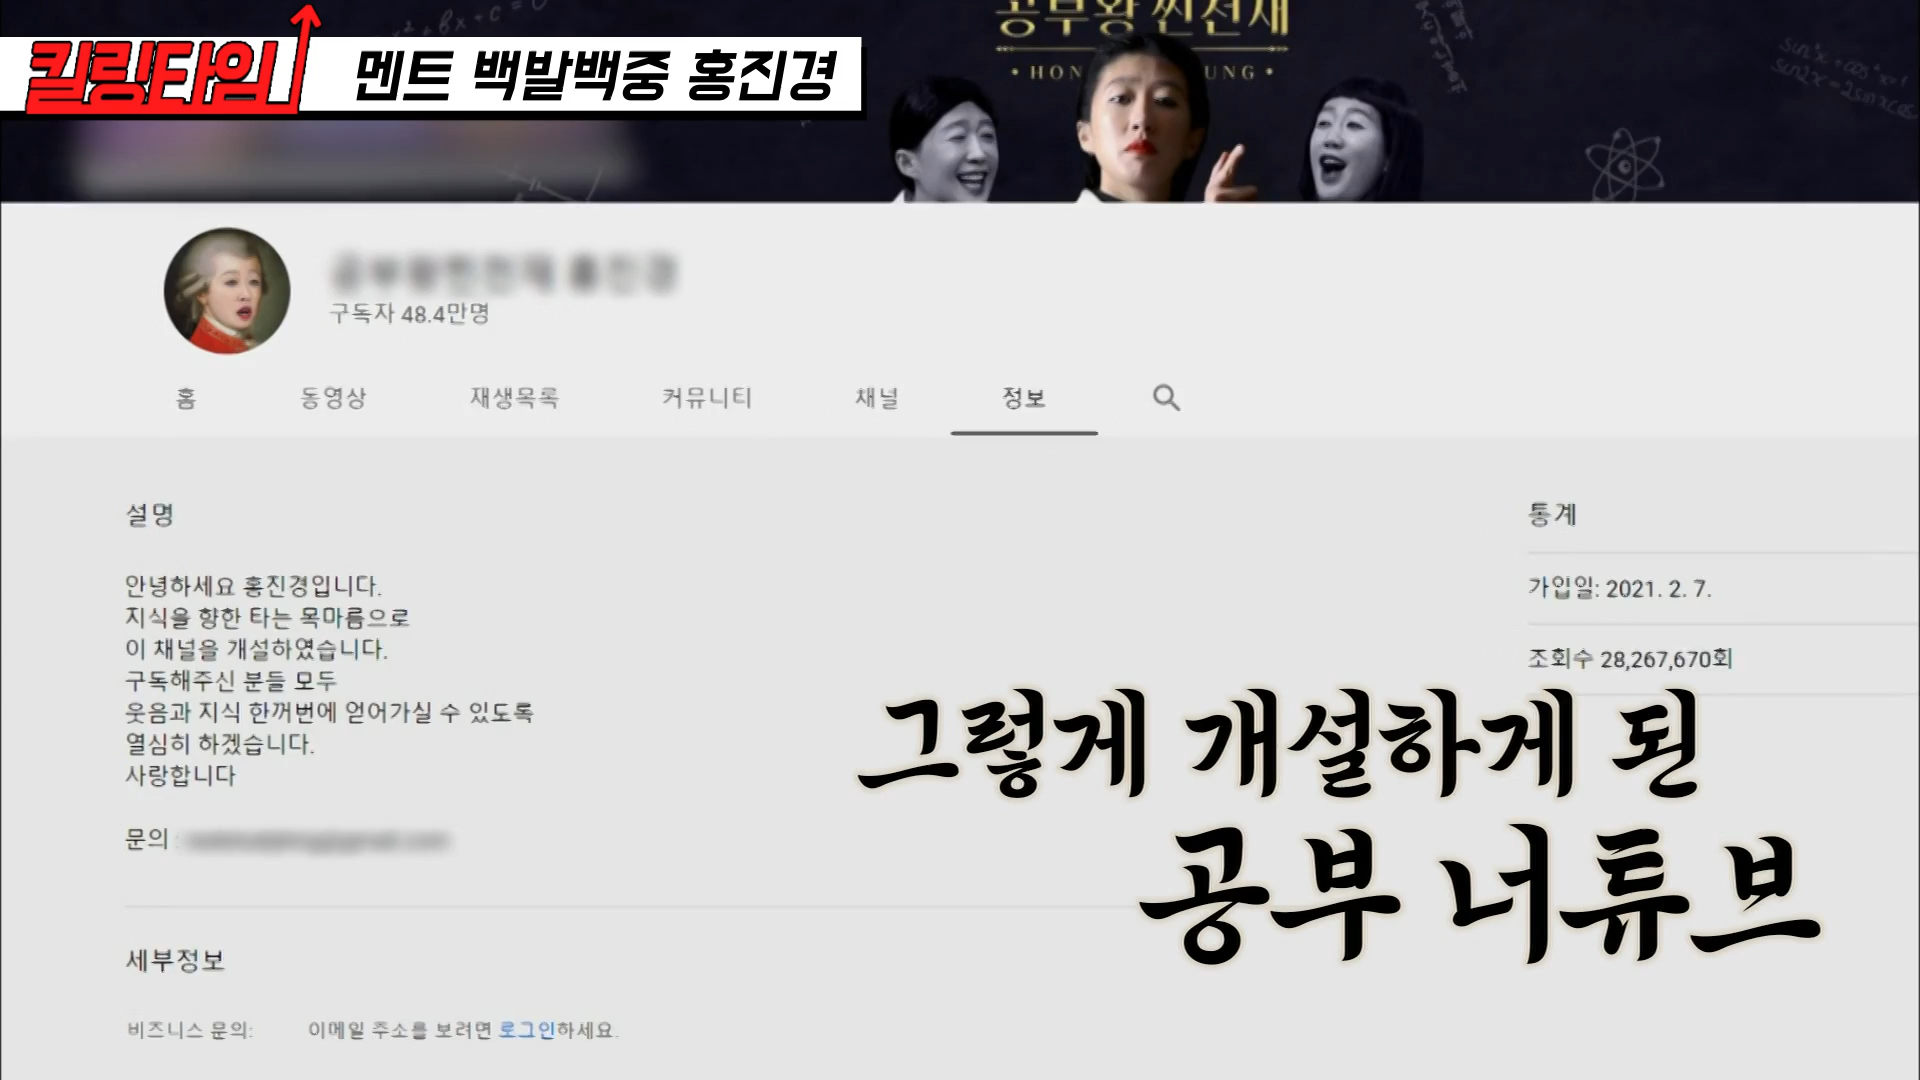 킬링타임
멘트 백발백중 홍진경
공부왕찐천재
구독자 48.4만명
홈 동영상 재생목록 커뮤니티 채널 정보
설명
안녕하세요 홍진경입니다.
지식을 향한 타는 목마름으로
이 채널을 개설하였습니다.
구독해주신 분들 모두
웃음과 지식 한꺼번에 얻어가실 수 있도록
열심히 하겠습니다.
사랑합니다
문의 :
통계
가입일: 2021. 2. 7.
조회수 28,267,670회
그렇게 개설하게 된
공부 너튜브
세부정보
비즈니스 문의: 이메일 주소를 보려면 로그인하세요.